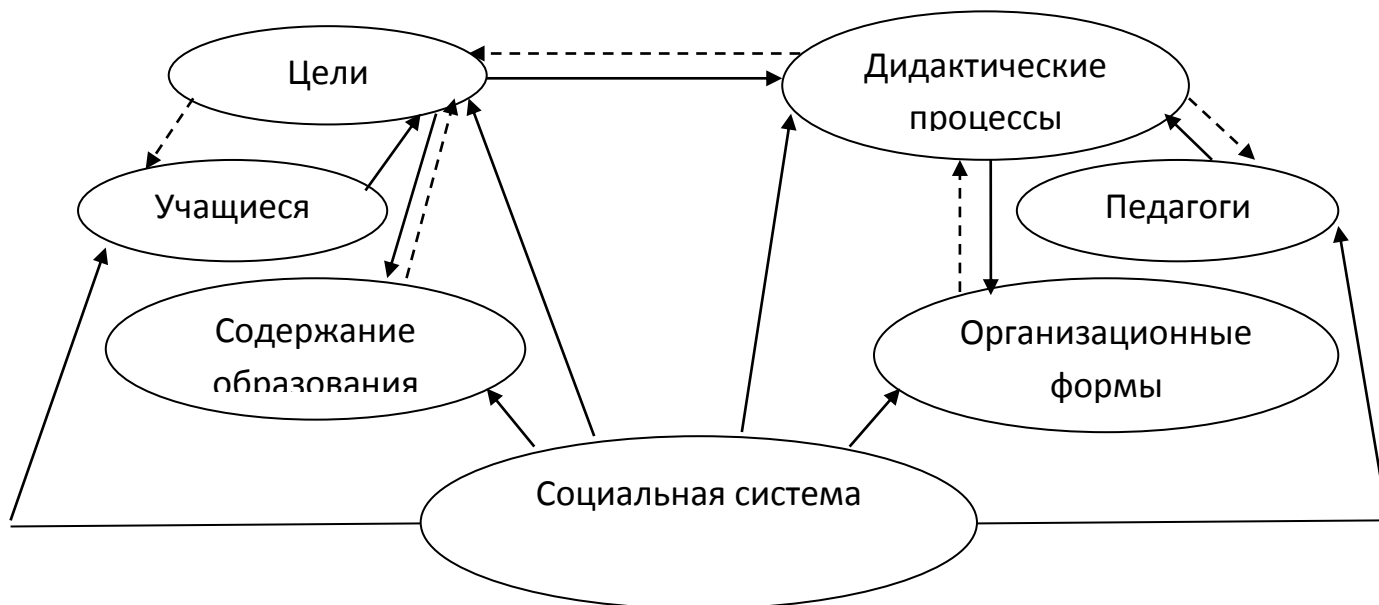 Цели
Дидактические
процессы
Учащиеся
Педагоги
Содержание
образования
Организационные
формы
Социальная система